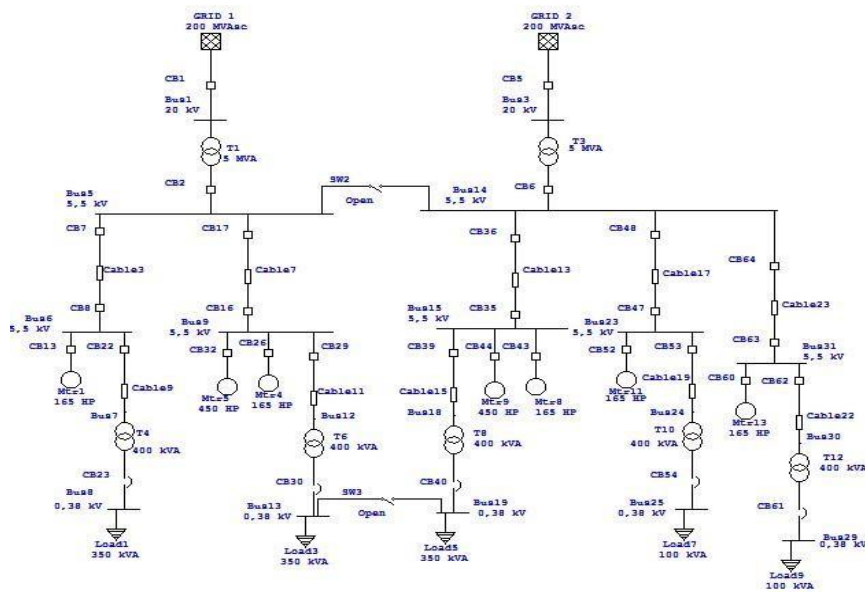 GRID 1
200 MVAsc
GRID 2
200 MVAsc
CB1
CB5
Bus1
20 kV
Bus3
20 kV
T1
5 MVA
T3
5 MVA
CB2
SW2
CB6
Bus5
5,5 kV
Open
Bus14
5,5 kV
CB7
CB17
CB36
CB48
CB64
Cable3
Cable7
Cable13
Cable17
Cable23
CB8
CB16
CB35
CB47
CB63
Bus6
5,5 kV
Bus9
5,5 kV
Bus15
5,5 kV
Bus23
5,5 kV
Bus31
5,5 kV
CB13
CB22
CB32
CB26
CB29
CB39
CB44
CB43
CB52
CB53
CB60
CB62
Mtr1
165 HP
Cable9
Mtr5
450 HP
Mtr4
165 HP
Cable11
Cable15
Mtr9
450 HP
Mtr8
165 HP
Mtr11
165 HP
Cable19
Mtr13
165 HP
Cable22
Bus7
Bus12
Bus18
Bus24
Bus30
T4
400 kVA
T6
400 kVA
T8
400 kVA
T10
400 kVA
T12
400 kVA
CB23
CB30
CB40
CB54
CB61
SW3
Open
Bus8
0,38 kV
Bus13
0,38 kV
Bus19
0,38 kV
Bus25
0,38 kV
Bus29
0,38 kV
Load1
350 kVA
Load3
350 kVA
Load5
350 kVA
Load7
100 kVA
Load9
100 kVA